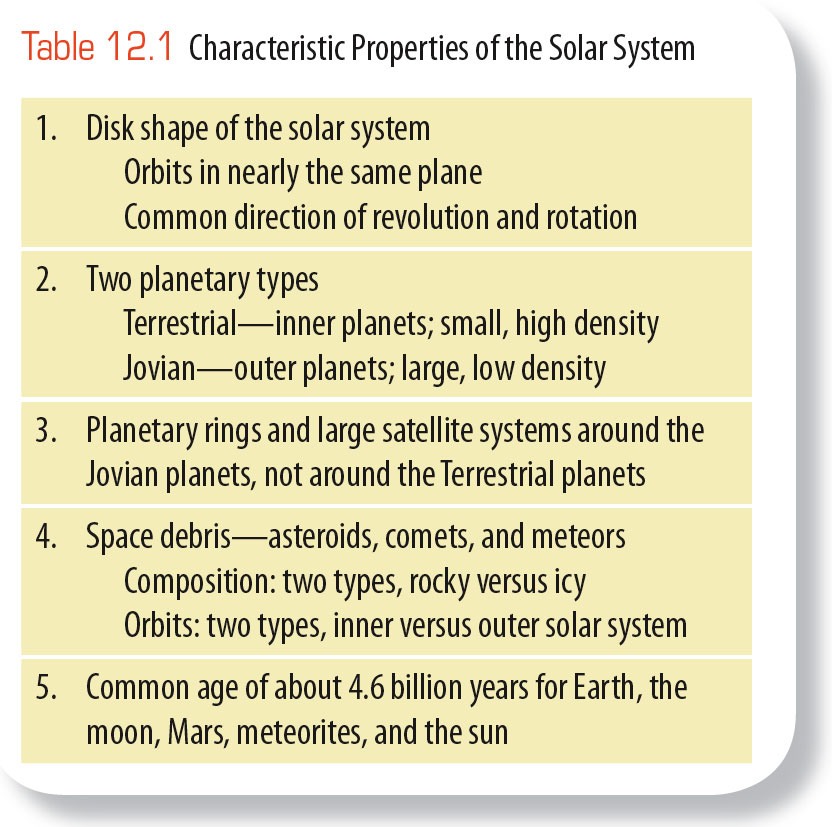 Table 12.1 Characteristic Properties of the Solar System
1. Disk shape of the solar system
Orbits in nearly the same plane
Common direction of revolution and rotation
2. Two planetary types
Terrestrial—inner planets; small, high density
Jovian—outer planets; large, low density
3. Planetary rings and large satellite systems around the
Jovian planets, not around the Terrestrial planets
4. Space debris—asteroids, comets, and meteors
Composition: two types, rocky versus icy
Orbits: two types, inner versus outer solar system
5. Common age of about 4.6 billion years for Earth, the
moon, Mars, meteorites, and the sun